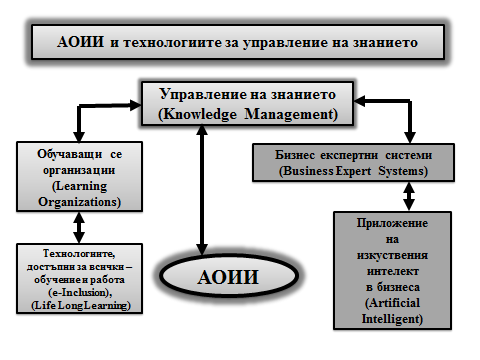 АОИИ и технологиите за управление на знанието
Управление на знанието
(Knowledge Management)
Обучаващи се
организации
(Learning
Organizations)
Технологиите,
достъпни за всички –
обучение и работа
(e-Inclusion),
(Life Long Learning)
АОИИ
Бизнес експертни системи
(Business Expert Systems)
Приложение
на
изкуствения
интелект
в бизнеса
(Artificial
Intelligent)